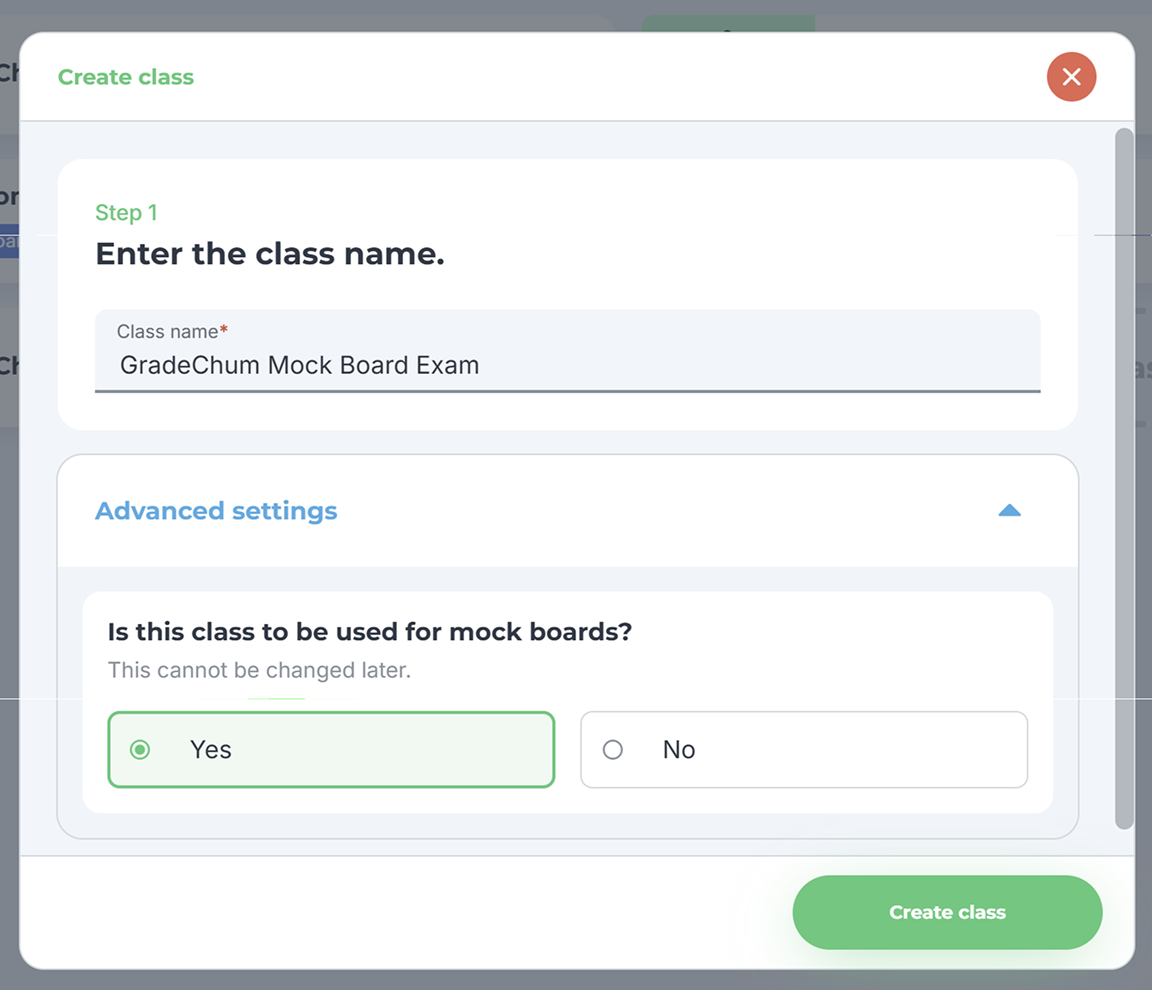 Create class
Step 1
Enter the class name.
Class name*
GradeChum Mock Board Exam
Advanced settings
Is this class to be used for mock boards?
This cannot be changed later.
Yes
No
Create class